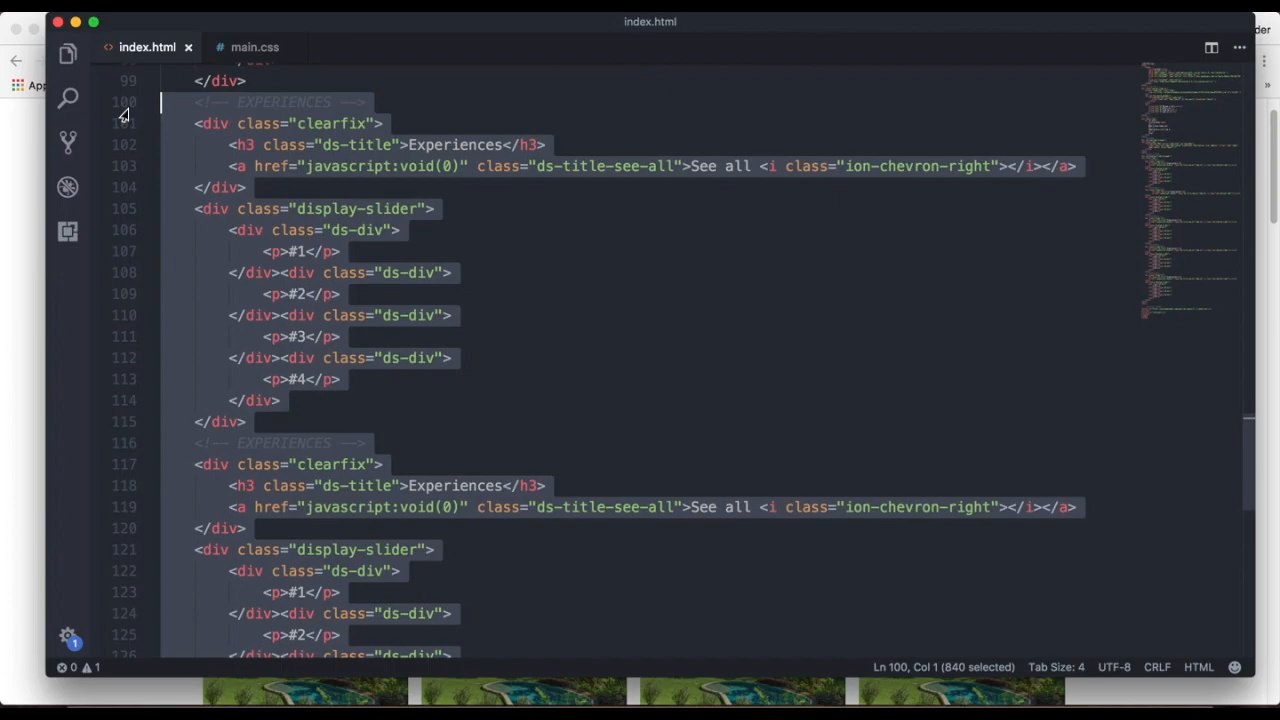 index.html
der
<> index.html ×
# main.css
App
»
99 </div>
100 <!-- EXPERIENCES -->
101 <div class="clearfix">
102 <h3 class="ds-title">Experiences</h3>
103 <a href="javascript:void(0)" class="ds-title-see-all">See all <i class="ion-chevron-right"></i></a>
104 </div>
105 <div class="display-slider">
106 <div class="ds-div">
107 <p>#1</p>
108 </div><div class="ds-div">
109 <p>#2</p>
110 </div><div class="ds-div">
111 <p>#3</p>
112 </div><div class="ds-div">
113 <p>#4</p>
114 </div>
115 </div>
116 <!-- EXPERIENCES -->
117 <div class="clearfix">
118 <h3 class="ds-title">Experiences</h3>
119 <a href="javascript:void(0)" class="ds-title-see-all">See all <i class="ion-chevron-right"></i></a>
120 </div>
121 <div class="display-slider">
122 <div class="ds-div">
123 <p>#1</p>
124 </div><div class="ds-div">
125 <p>#2</p>
126 </div><div class="ds-div">
1
0 1 Ln 100, Col 1 (840 selected) Tab Size: 4 UTF-8 CRLF HTML